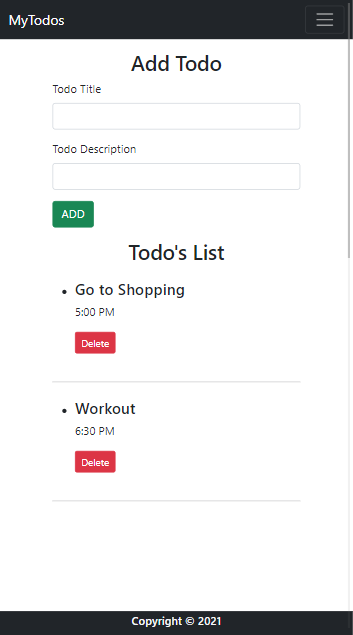 MyTodos
Add Todo
Todo Title
Todo Description
ADD
Todo's List
Go to Shopping
5:00 PM
Delete
Workout
6:30 PM
Delete
Copyright © 2021